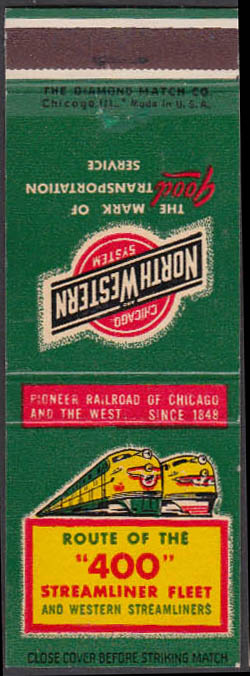 THE DIAMOND MATCH CO.
Chicago, Ill., Made in U.S.A.
THE MARK OF
good TRANSPORTATION
SERVICE
CHICAGO
AND
NORTH WESTERN
SYSTEM
PIONEER RAILROAD OF CHICAGO
AND THE WEST. SINCE 1848
ROUTE OF THE
"400"
STREAMLINER FLEET
AND WESTERN STREAMLINERS
CLOSE COVER BEFORE STRIKING MATCH